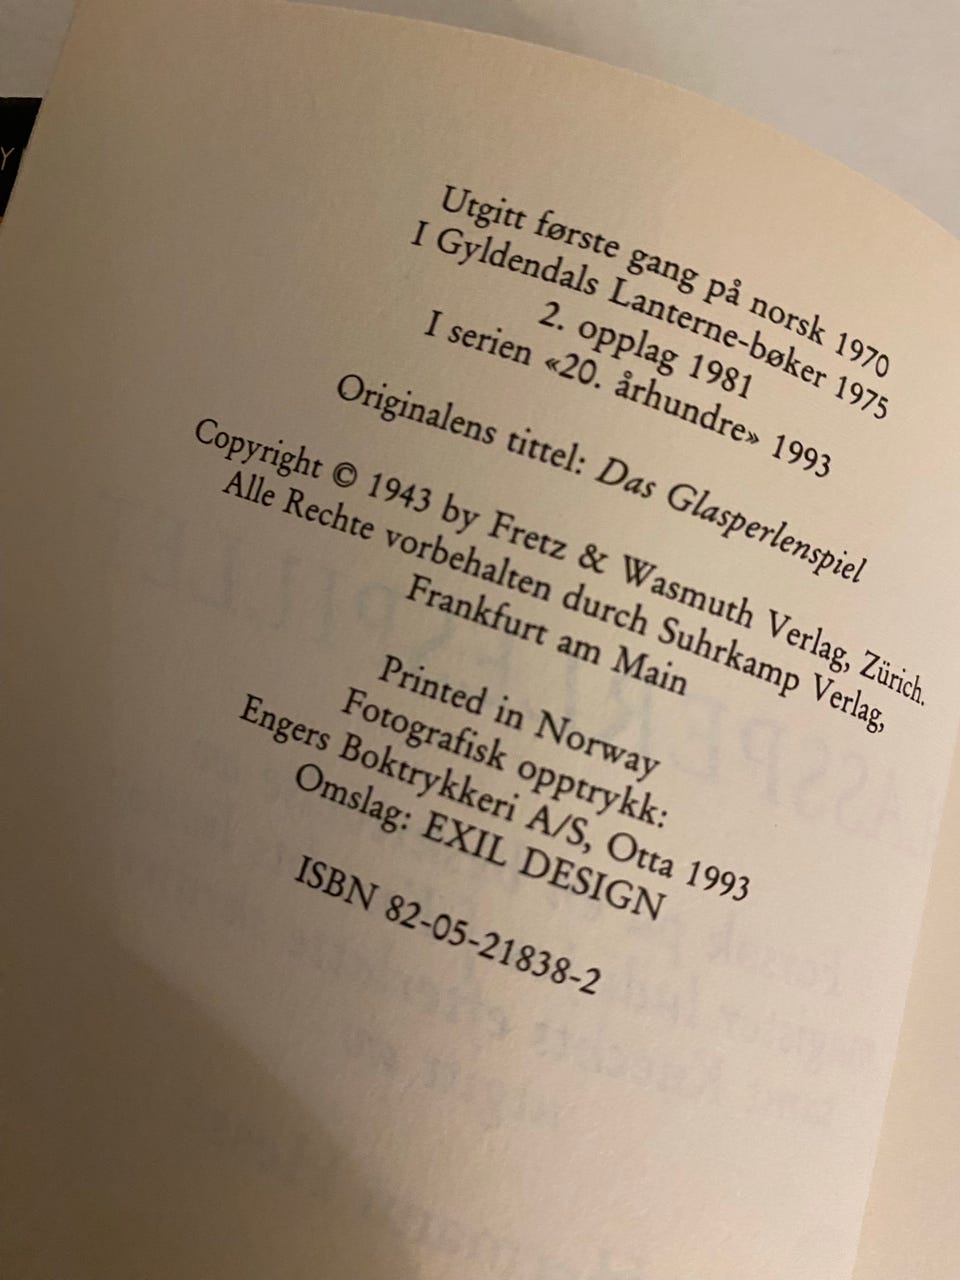 Utgitt første gang på norsk 1970
I Gyldendals Lanterne-bøker 1975
2. opplag 1981
I serien «20. århundre» 1993
Originalens tittel: Das Glasperlenspiel
Copyright © 1943 by Fretz & Wasmuth Verlag, Zürich.
Alle Rechte vorbehalten durch Suhrkamp Verlag,
Frankfurt am Main
Printed in Norway
Fotografisk opptrykk:
Engers Boktrykkeri A/S, Otta 1993
Omslag: EXIL DESIGN
ISBN 82-05-21838-2